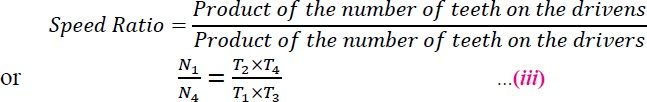 Speed Ratio = Product of the number of teeth on the drivens / Product of the number of teeth on the drivers
or N₁/N₄ = T₂×T₄/T₁×T₃ ...(iii)